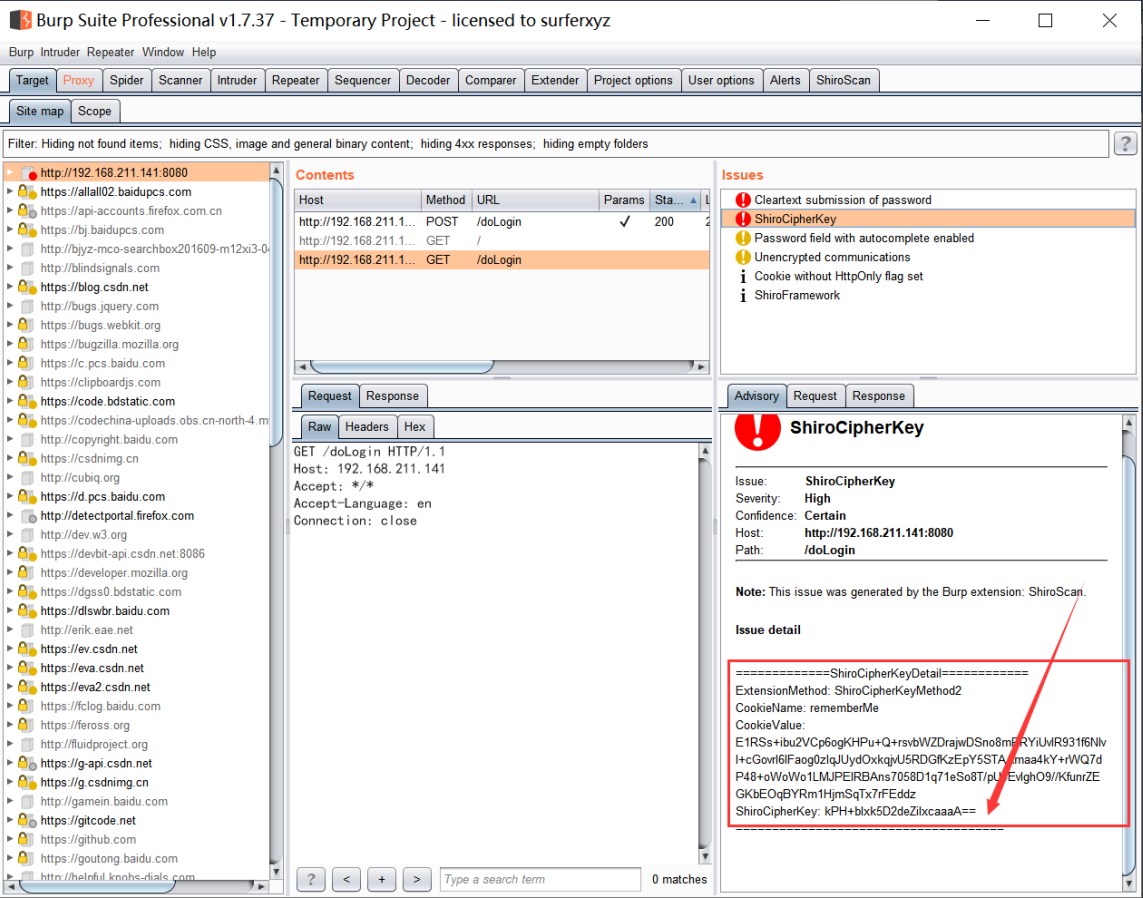 Burp Suite Professional v1.7.37 - Temporary Project - licensed to surferxyz
Burp Intruder Repeater Window Help
Target Proxy Spider Scanner Intruder Repeater Sequencer Decoder Comparer Extender Project options User options Alerts ShiroScan
Site map Scope
Filter: Hiding not found items; hiding CSS, image and general binary content; hiding 4xx responses; hiding empty folders ?
http://192.168.211.141:8080
https://allall02.baidupcs.com
https://api-accounts.firefox.com.cn
https://bj.baidupcs.com
http://bjyz-mco-searchbox201609-m12xi3-04
http://blindsignals.com
https://blog.csdn.net
http://bugs.jquery.com
https://bugs.webkit.org
https://bugzilla.mozilla.org
https://c.pcs.baidu.com
https://clipboardjs.com
https://code.bdstatic.com
https://codechina-uploads.obs.cn-north-4.m
http://copyright.baidu.com
https://csdnimg.cn
http://cubiq.org
https://d.pcs.baidu.com
http://detectportal.firefox.com
http://dev.w3.org
https://devbit-api.csdn.net:8086
https://developer.mozilla.org
https://dgss0.bdstatic.com
https://dlswbr.baidu.com
http://erik.eae.net
https://ev.csdn.net
https://eva.csdn.net
https://eva2.csdn.net
https://fclog.baidu.com
https://feross.org
http://fluidproject.org
https://g-api.csdn.net
https://g.csdnimg.cn
http://gamein.baidu.com
https://gitcode.net
https://github.com
https://goutong.baidu.com
http://helpful.knobs-dials.com
Contents
Host Method URL Params Sta... L
http://192.168.211.1... POST /doLogin ✓ 200 2
http://192.168.211.1... GET /
http://192.168.211.1... GET /doLogin
Request Response
Raw Headers Hex
GET /doLogin HTTP/1.1
Host: 192.168.211.141
Accept: */*
Accept-Language: en
Connection: close
? < + > Type a search term 0 matches
Issues
Cleartext submission of password
ShiroCipherKey
Password field with autocomplete enabled
Unencrypted communications
Cookie without HttpOnly flag set
ShiroFramework
Advisory Request Response
ShiroCipherKey
Issue: ShiroCipherKey
Severity: High
Confidence: Certain
Host: http://192.168.211.141:8080
Path: /doLogin
Note: This issue was generated by the Burp extension: ShiroScan.
Issue detail
=============ShiroCipherKeyDetail============
ExtensionMethod: ShiroCipherKeyMethod2
CookieName: rememberMe
CookieValue:
GKbEOqBYRm1HjmSqTx7rFEddz
ShiroCipherKey: kPH+bIxk5D2deZiIxcaaaA==
=====================================